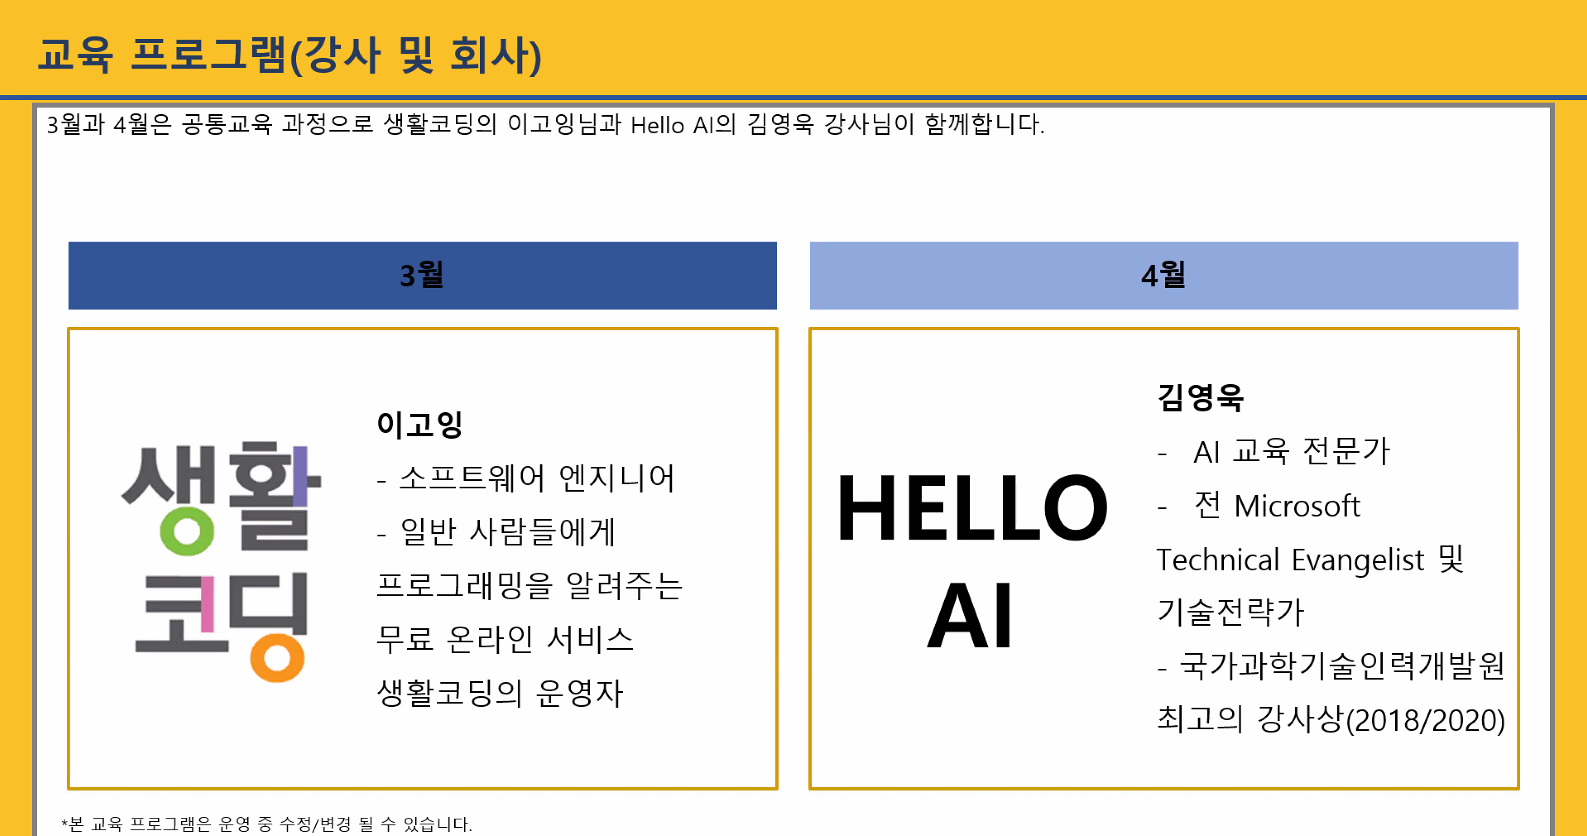 교육 프로그램(강사 및 회사)
3월과 4월은 공통교육 과정으로 생활코딩의 이고잉님과 Hello AI의 김영욱 강사님이 함께합니다.
3월
생활
코딩
이고잉
- 소프트웨어 엔지니어
- 일반 사람들에게
프로그래밍을 알려주는
무료 온라인 서비스
생활코딩의 운영자
4월
HELLO
AI
김영욱
- AI 교육 전문가
- 전 Microsoft
Technical Evangelist 및
기술전략가
- 국가과학기술인력개발원
최고의 강사상(2018/2020)
*본 교육 프로그램은 운영 중 수정/변경 될 수 있습니다.